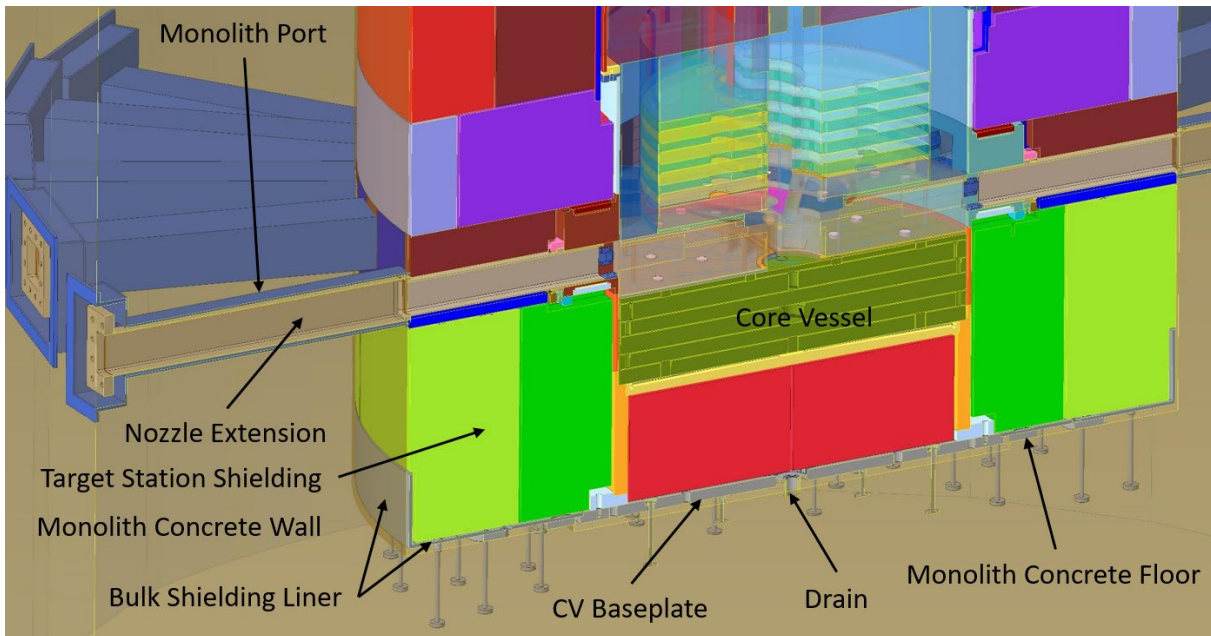 Monolith Port
Core Vessel
Nozzle Extension
Target Station Shielding
Monolith Concrete Wall
Bulk Shielding Liner
CV Baseplate
Drain
Monolith Concrete Floor